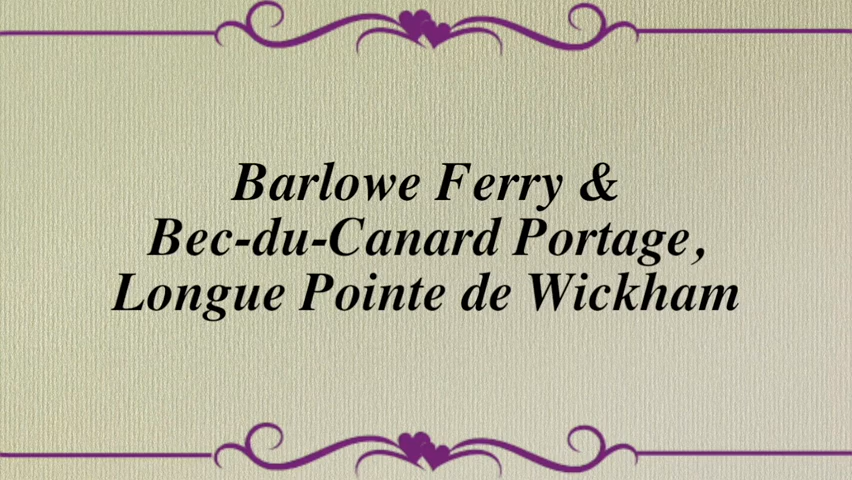 Barlowe Ferry &
Bec-du-Canard Portage,
Longue Pointe de Wickham